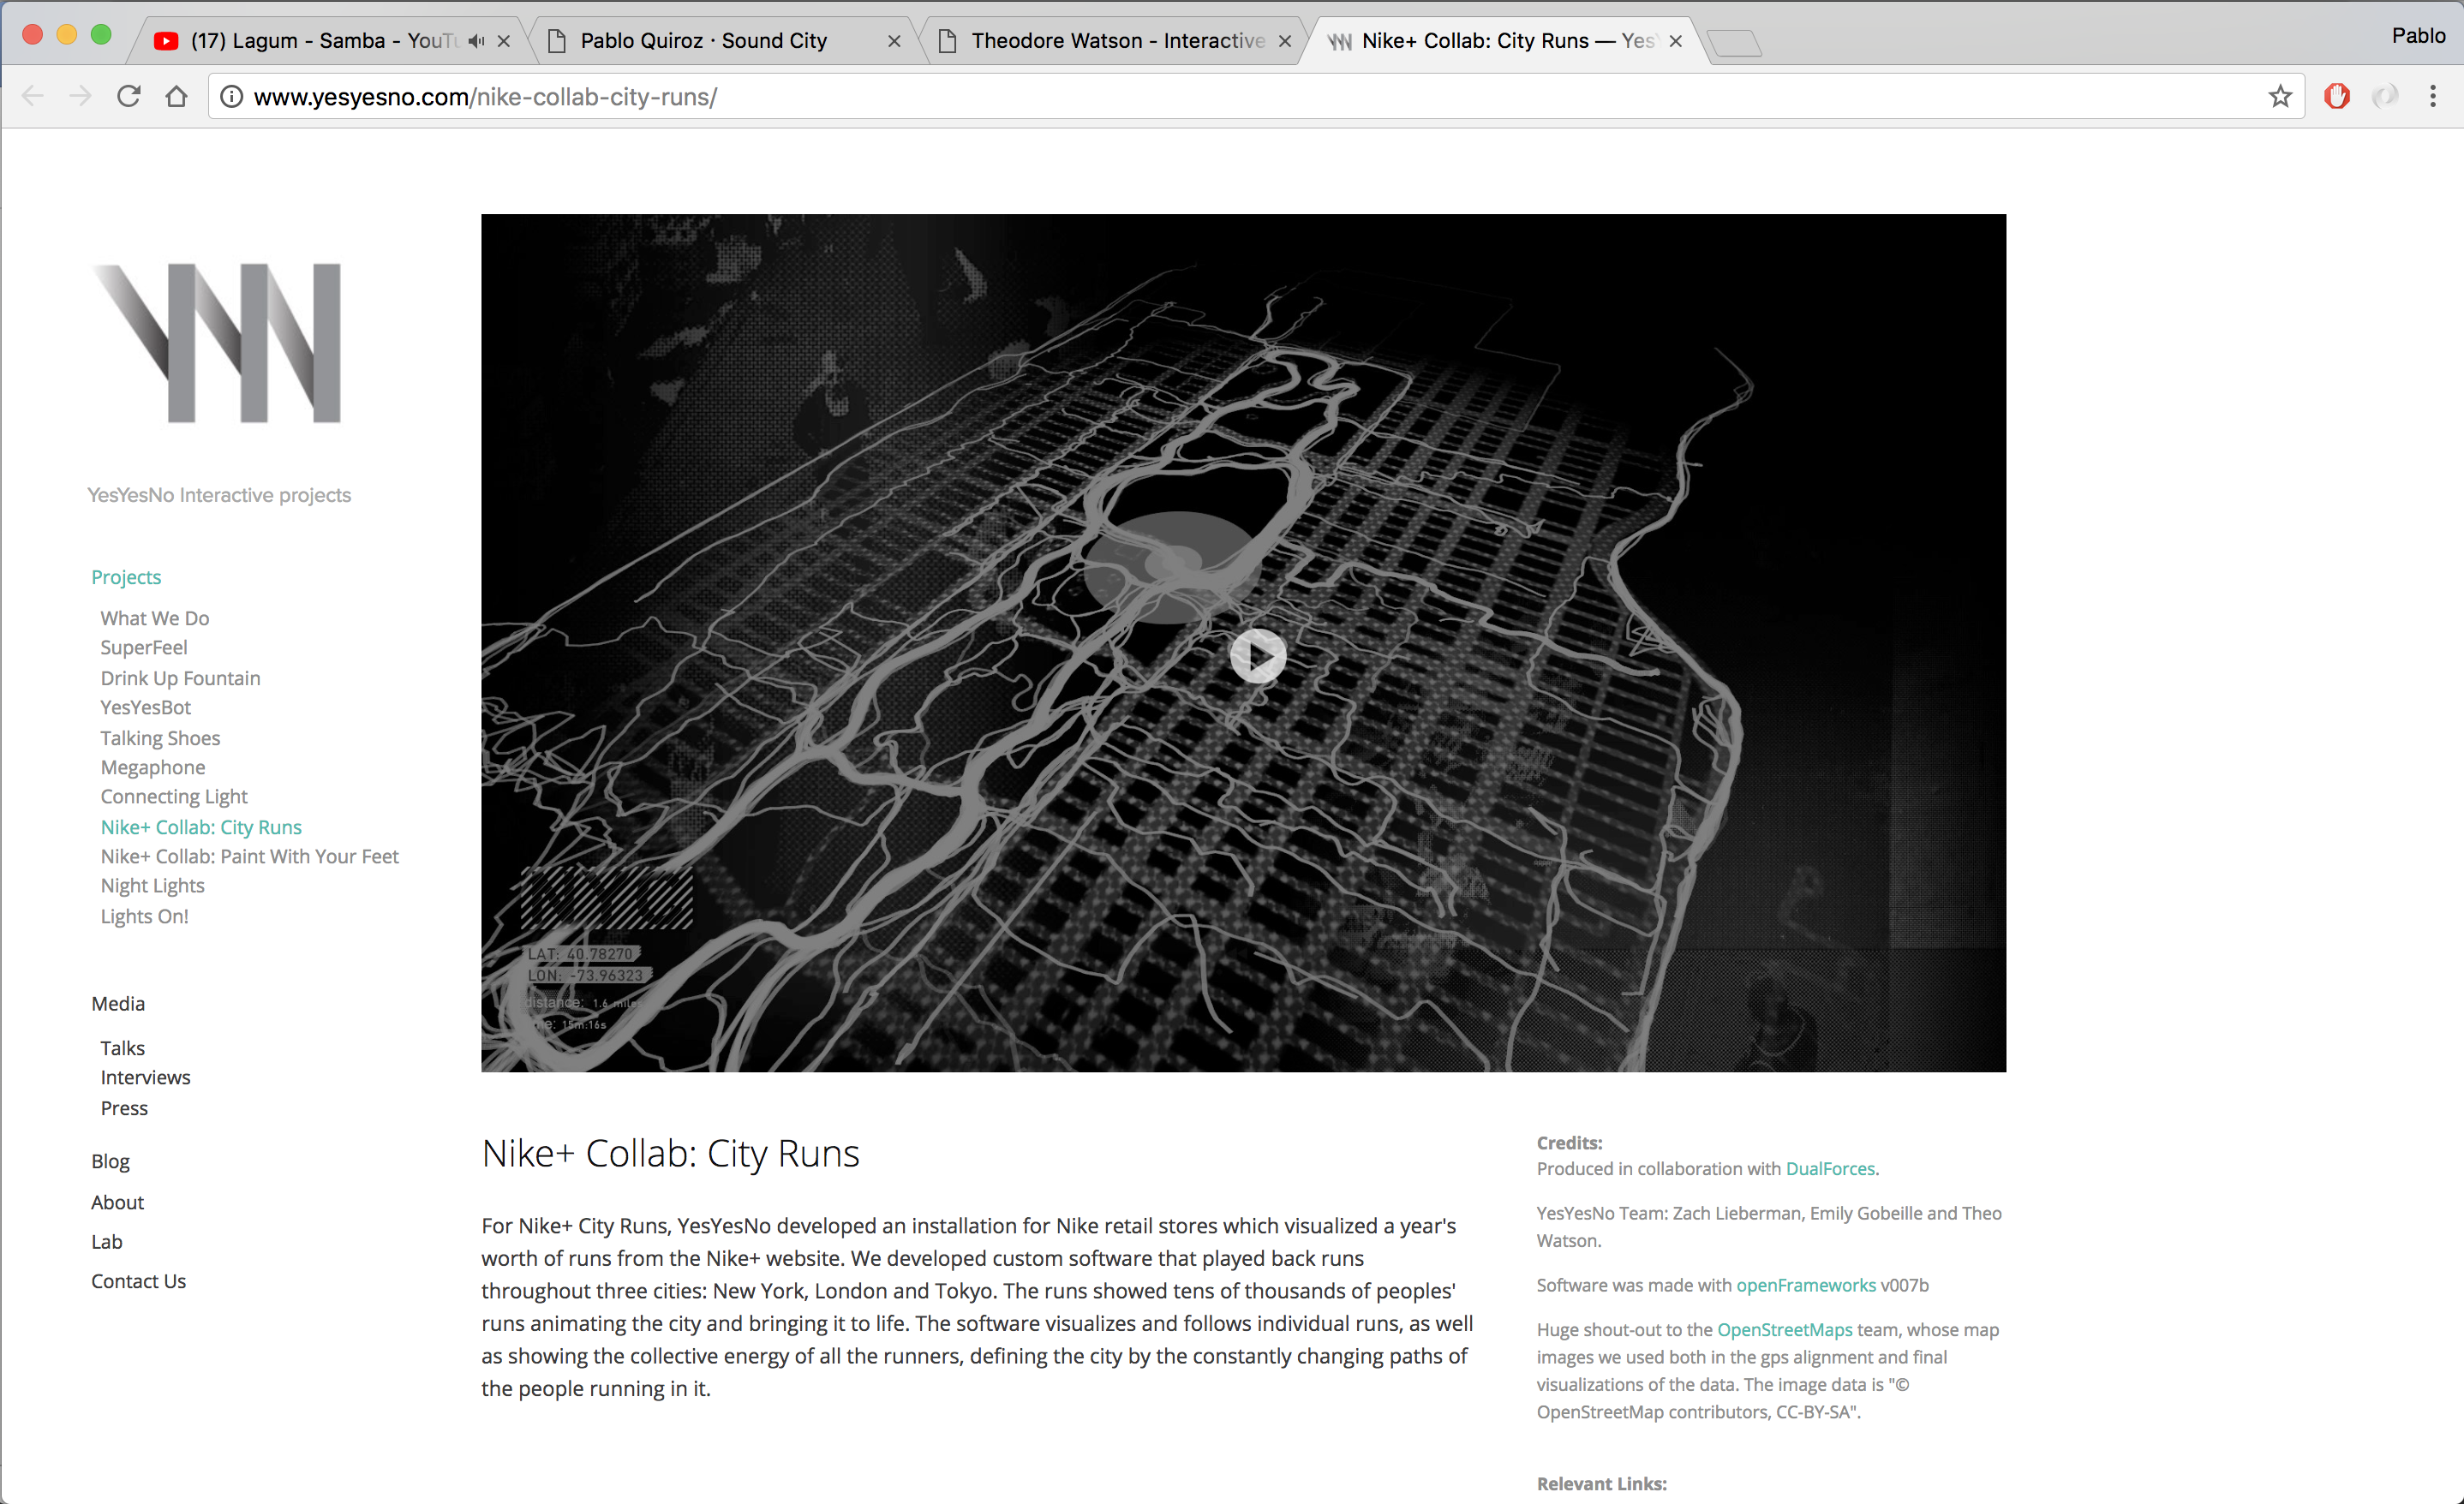 (17) Lagum - Samba - YouTu
Pablo Quiroz · Sound City
Theodore Watson - Interactive
Nike+ Collab: City Runs — Yes
Pablo
www.yesyesno.com/nike-collab-city-runs/
YesYesNo Interactive projects
Projects
What We Do
SuperFeel
Drink Up Fountain
YesYesBot
Talking Shoes
Megaphone
Connecting Light
Nike+ Collab: City Runs
Nike+ Collab: Paint With Your Feet
Night Lights
Lights On!
Media
Talks
Interviews
Press
Blog
About
Lab
Contact Us
NYC
LAT: 40.78270
LON: -73.96323
distance: 1.6 miles
15m:16s
Nike+ Collab: City Runs
For Nike+ City Runs, YesYesNo developed an installation for Nike retail stores which visualized a year's
worth of runs from the Nike+ website. We developed custom software that played back runs
throughout three cities: New York, London and Tokyo. The runs showed tens of thousands of peoples'
runs animating the city and bringing it to life. The software visualizes and follows individual runs, as well
as showing the collective energy of all the runners, defining the city by the constantly changing paths of
the people running in it.
Credits:
Produced in collaboration with DualForces.
YesYesNo Team: Zach Lieberman, Emily Gobeille and Theo
Watson.
Software was made with openFrameworks v007b
Huge shout-out to the OpenStreetMaps team, whose map
images we used both in the gps alignment and final
visualizations of the data. The image data is "©
OpenStreetMap contributors, CC-BY-SA".
Relevant Links: